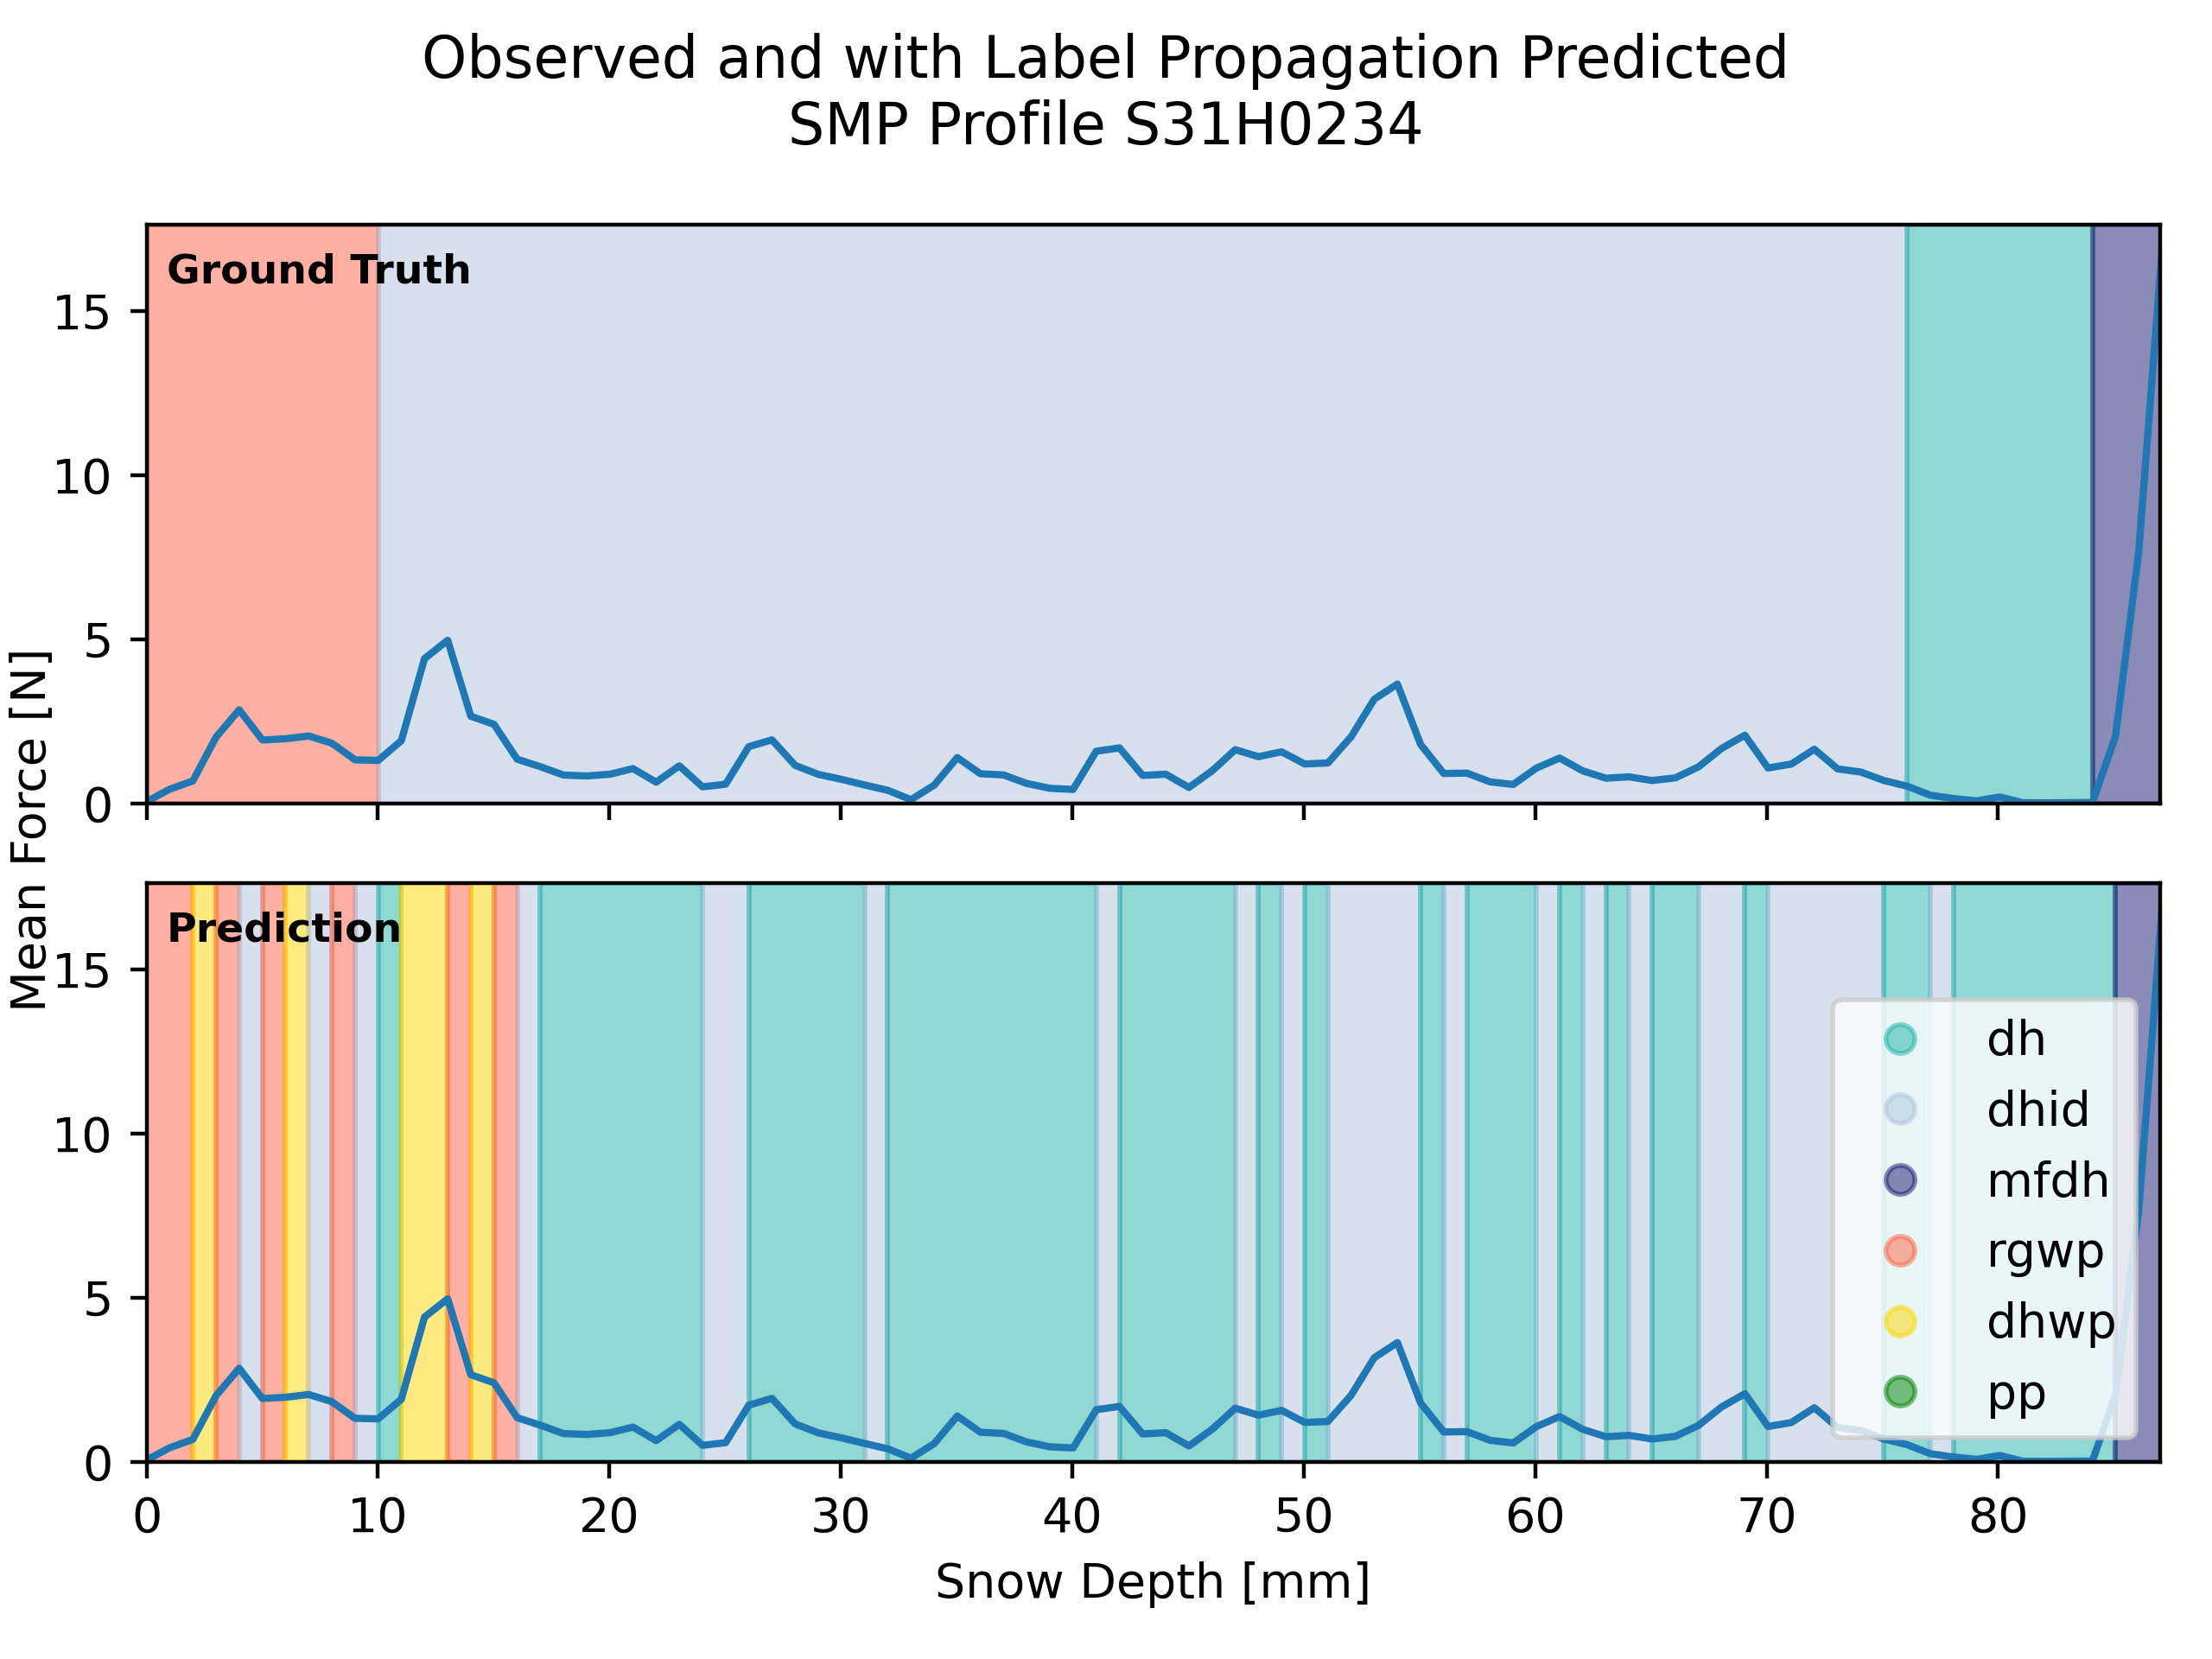 Observed and with Label Propagation Predicted
SMP Profile S31H0234
Ground Truth
15
10
5
0
Mean Force [N]
Prediction
15
10
5
0
dh
dhid
mfdh
rgwp
dhwp
pp
0 10 20 30 40 50 60 70 80
Snow Depth [mm]